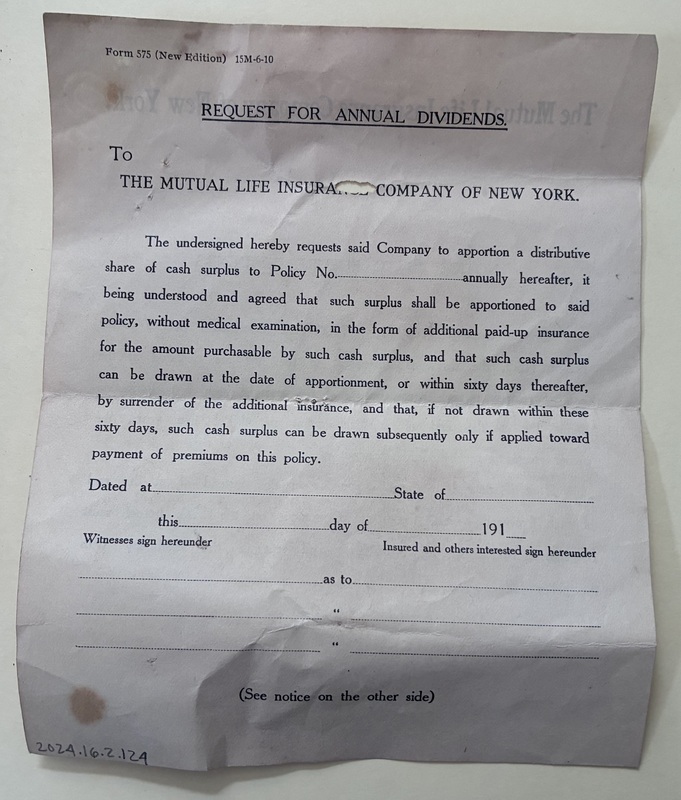 Form 575 (New Edition) 15M-6-10
REQUEST FOR ANNUAL DIVIDENDS.
To
THE MUTUAL LIFE INSURA COMPANY OF NEW YORK.
The undersigned hereby requests said Company to apportion a distributive
share of cash surplus to Policy No. annually hereafter, it
being understood and agreed that such surplus shall be apportioned to said
policy, without medical examination, in the form of additional paid-up insurance
for the amount purchasable by such cash surplus, and that such cash surplus
can be drawn at the date of apportionment, or within sixty days thereafter,
by surrender of the additional insurance, and that, if not drawn within these
sixty days, such cash surplus can be drawn subsequently only if applied toward
payment of premiums on this policy.
Dated at State of
this day of 191
Witnesses sign hereunder Insured and others interested sign hereunder
as to
"
"
(See notice on the other side)
2024.16.2.124